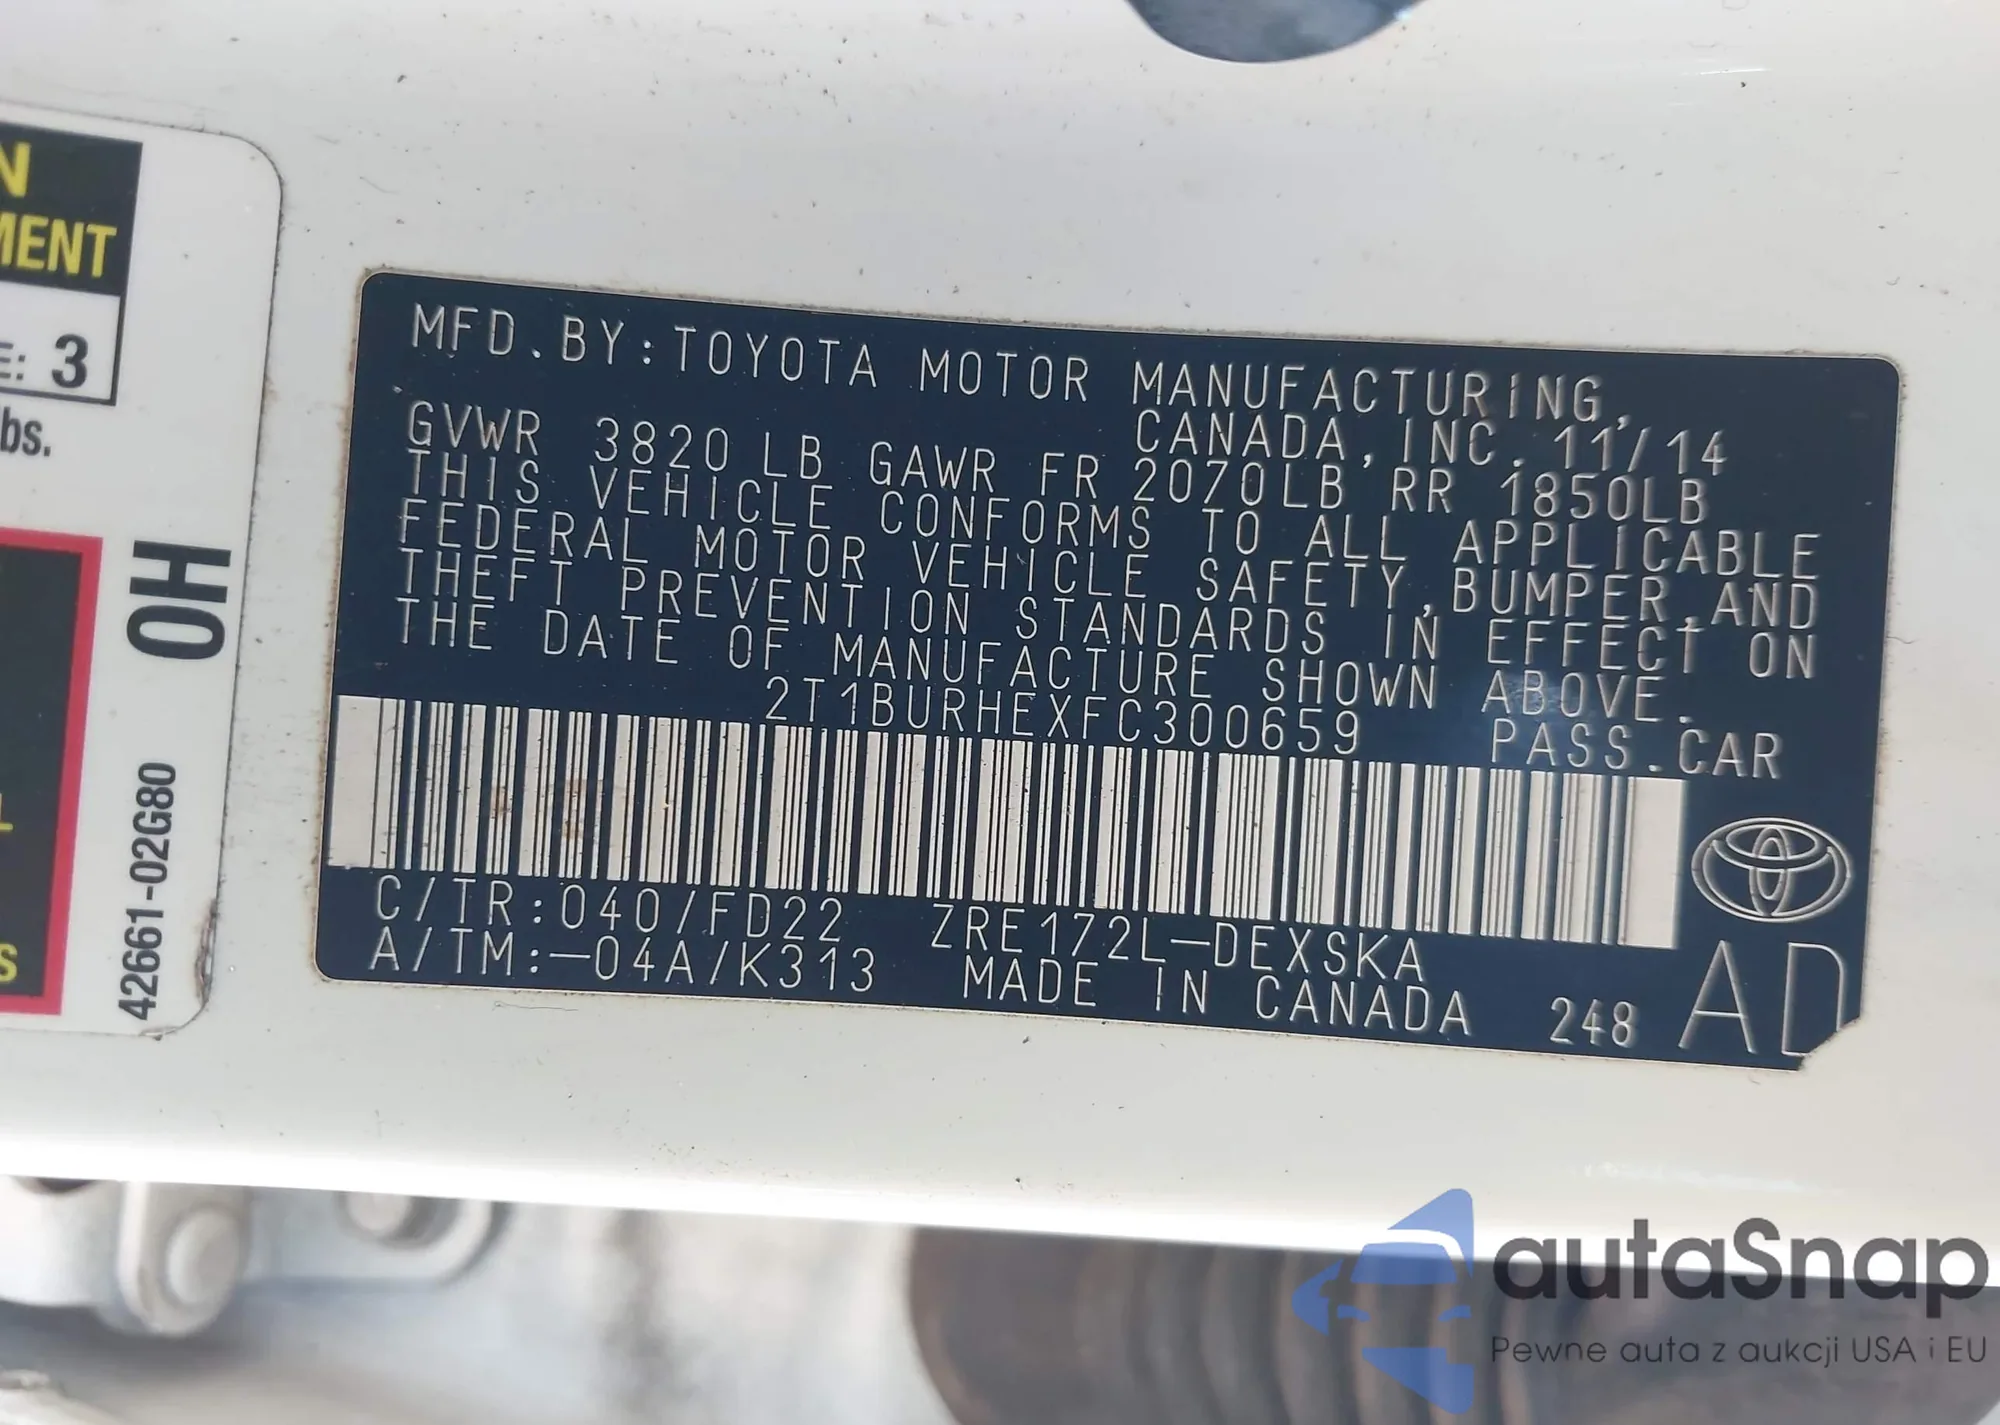 N
MENT
E: 3
bs.
OH
42661-02G80
L
S
MFD.BY:TOYOTA MOTOR MANUFACTURING,
CANADA,INC. 11/14
GVWR 3820LB GAWR FR 2070LB RR 1850LB
THIS VEHICLE CONFORMS TO ALL APPLICABLE
FEDERAL MOTOR VEHICLE SAFETY,BUMPER,AND
THEFT PREVENTION STANDARDS IN EFFECT ON
THE DATE OF MANUFACTURE SHOWN ABOVE.
2T1BURHEXFC300659 PASS.CAR
C/TR:040/FD22 ZRE172L-DEXSKA
A/TM:-04A/K313 MADE IN CANADA 248 AD
autaSnap
Pewne auta z aukcji USA i EU